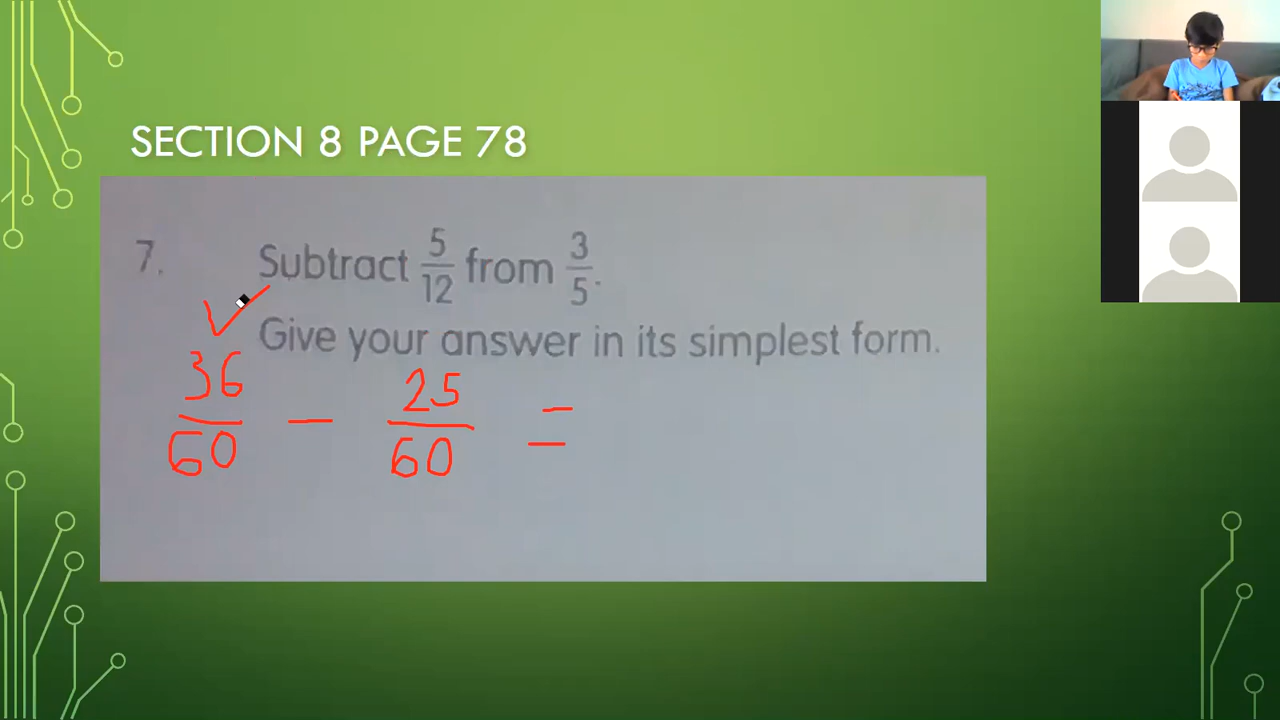 SECTION 8 PAGE 78
7. Subtract 5/12 from 3/5.
Give your answer in its simplest form.
36/60 − 25/60 =